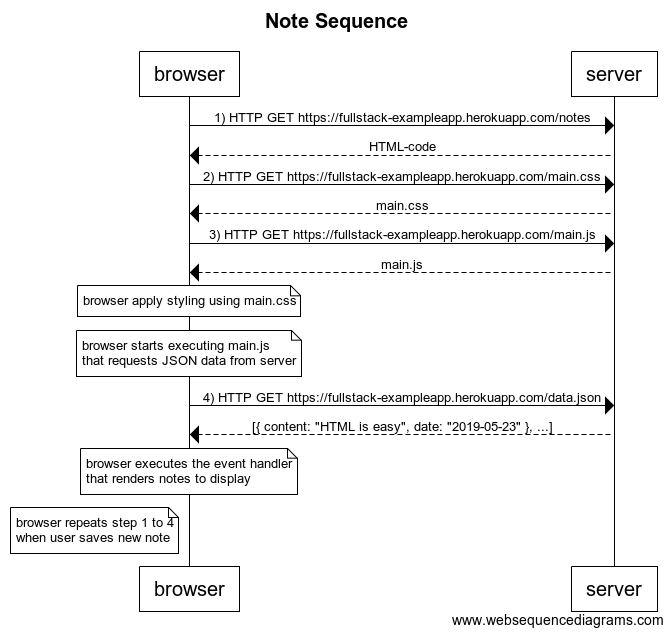 Note Sequence
browser
server
1) HTTP GET https://fullstack-exampleapp.herokuapp.com/notes
HTML-code
2) HTTP GET https://fullstack-exampleapp.herokuapp.com/main.css
main.css
3) HTTP GET https://fullstack-exampleapp.herokuapp.com/main.js
main.js
browser apply styling using main.css
browser starts executing main.js
that requests JSON data from server
4) HTTP GET https://fullstack-exampleapp.herokuapp.com/data.json
[{ content: "HTML is easy", date: "2019-05-23" }, ...]
browser executes the event handler
that renders notes to display
browser repeats step 1 to 4
when user saves new note
browser
server
www.websequencediagrams.com